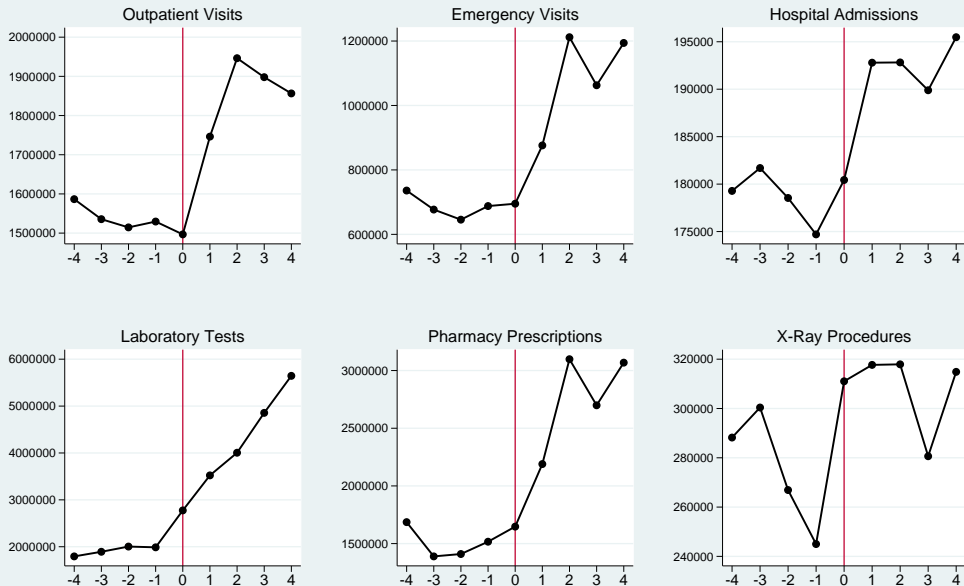 Outpatient Visits
2000000
1900000
1800000
1700000
1600000
1500000
-4 -3 -2 -1 0 1 2 3 4
Emergency Visits
1200000
1000000
800000
600000
-4 -3 -2 -1 0 1 2 3 4
Hospital Admissions
195000
190000
185000
180000
175000
-4 -3 -2 -1 0 1 2 3 4
Laboratory Tests
6000000
5000000
4000000
3000000
2000000
-4 -3 -2 -1 0 1 2 3 4
Pharmacy Prescriptions
3000000
2500000
2000000
1500000
-4 -3 -2 -1 0 1 2 3 4
X-Ray Procedures
320000
300000
280000
260000
240000
-4 -3 -2 -1 0 1 2 3 4